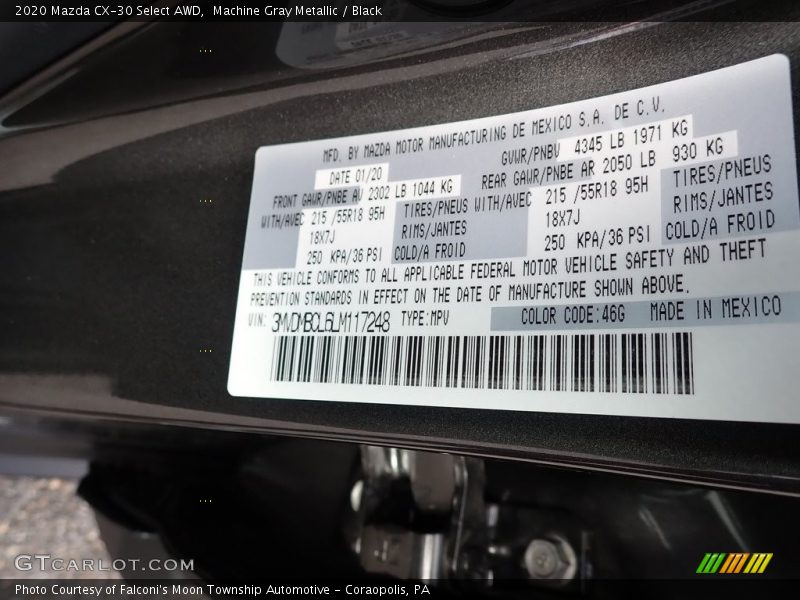 2020 Mazda CX-30 Select AWD, Machine Gray Metallic / Black
MFD. BY MAZDA MOTOR MANUFACTURING DE MEXICO S.A. DE C.V.
DATE 01/20 GVWR/PNBV 4345 LB 1971 KG
FRONT GAWR/PNBE AV 2302 LB 1044 KG REAR GAWR/PNBE AR 2050 LB 930 KG
WITH/AVEC 215 /55R18 95H TIRES/PNEUS WITH/AVEC 215 /55R18 95H TIRES/PNEUS
18X7J RIMS/JANTES 18X7J RIMS/JANTES
250 KPA/36 PSI COLD/A FROID 250 KPA/36 PSI COLD/A FROID
THIS VEHICLE CONFORMS TO ALL APPLICABLE FEDERAL MOTOR VEHICLE SAFETY AND THEFT
PREVENTION STANDARDS IN EFFECT ON THE DATE OF MANUFACTURE SHOWN ABOVE.
VIN: 3MVDMBCL6LM117248 TYPE:MPV COLOR CODE:46G MADE IN MEXICO
GTCARLOT.COM
Photo Courtesy of Falconi's Moon Township Automotive - Coraopolis, PA